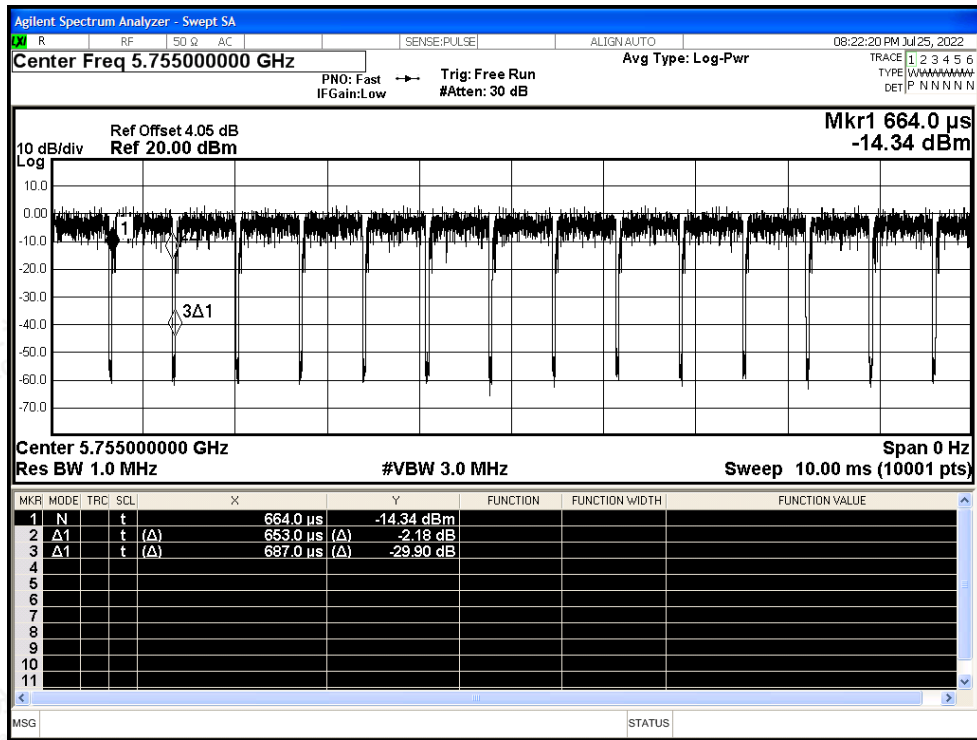 Agilent Spectrum Analyzer - Swept SA
LXI R RF 50 Ω AC SENSE:PULSE ALIGN AUTO 08:22:20 PM Jul 25, 2022
Center Freq 5.755000000 GHz
PNO: Fast
IFGain:Low
Trig: Free Run
#Atten: 30 dB
Avg Type: Log-Pwr
TRACE 1 2 3 4 5 6
TYPE WWWWWW
DET P N N N N N
Ref Offset 4.05 dB
10 dB/div Ref 20.00 dBm
Log
Mkr1 664.0 µs
-14.34 dBm
10.0
0.00
-10.0
-20.0
-30.0
-40.0
-50.0
-60.0
-70.0
1
3Δ1
Center 5.755000000 GHz Span 0 Hz
Res BW 1.0 MHz #VBW 3.0 MHz Sweep 10.00 ms (10001 pts)
MKR MODE TRC SCL X Y FUNCTION FUNCTION WIDTH FUNCTION VALUE
1 N t 664.0 µs -14.34 dBm
2 Δ1 t (Δ) 653.0 µs (Δ) -2.18 dB
3 Δ1 t (Δ) 687.0 µs (Δ) -29.90 dB
4
5
6
7
8
9
10
11
MSG STATUS